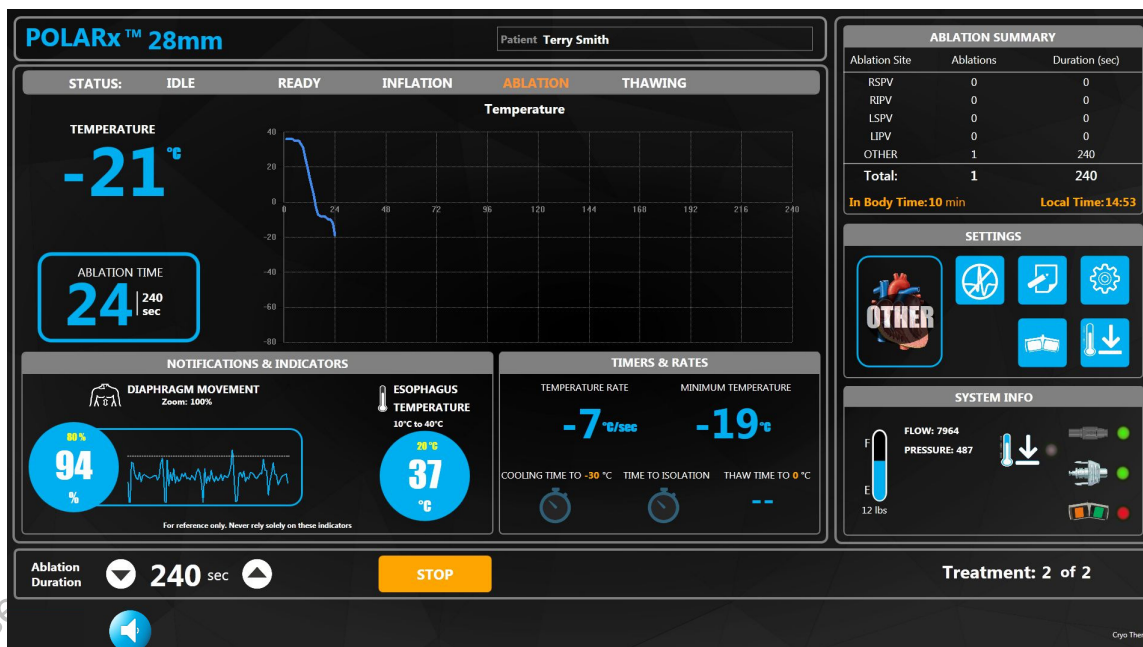 POLARx™ 28mm
Patient Terry Smith
STATUS: IDLE READY INFLATION ABLATION THAWING
TEMPERATURE
-21 °C
ABLATION TIME
24 240 sec
Temperature
40
20
0
-20
-40
-60
-80
0 24 48 72 96 120 144 168 192 216 240
NOTIFICATIONS & INDICATORS
DIAPHRAGM MOVEMENT
Zoom: 100%
80 %
94
%
For reference only. Never rely solely on these indicators
ESOPHAGUS
TEMPERATURE
10°C to 40°C
20 °C
37
°C
TIMERS & RATES
TEMPERATURE RATE MINIMUM TEMPERATURE
-7 °C/sec -19 °C
COOLING TIME TO -30 °C TIME TO ISOLATION THAW TIME TO 0 °C
--
ABLATION SUMMARY
Ablation Site Ablations Duration (sec)
RSPV 0 0
RIPV 0 0
LSPV 0 0
LIPV 0 0
OTHER 1 240
Total: 1 240
In Body Time:10 min Local Time:14:53
SETTINGS
OTHER
SYSTEM INFO
F
E
12 lbs
FLOW: 7964
PRESSURE: 487
Ablation
Duration
240 sec
STOP
Treatment: 2 of 2
Cryo Ther